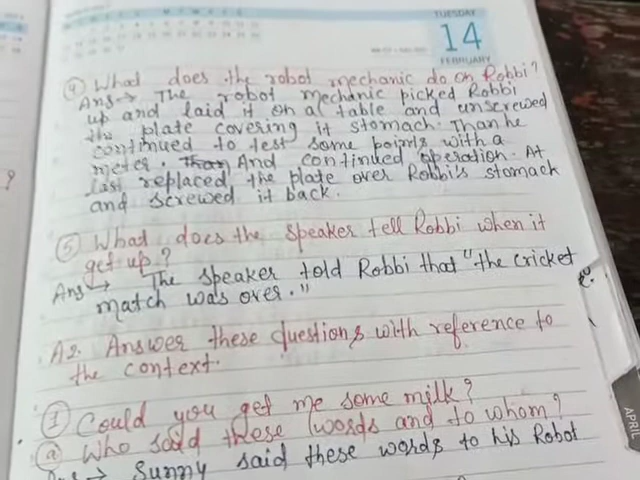 TUESDAY
14
FEBRUARY
④ What does the robot mechanic do on Robbi?
Ans → The robot mechanic picked Robbi
up and laid it on a table and unscrewed
the plate covering it stomach. Than he
continued to test some points with a
meter. Than And continued operation. At
last replaced the plate over Robbi's stomach
and screwed it back.
?
⑤ What does the speaker tell Robbi when it
get up?
Ans → The speaker told Robbi that "the cricket
match was over."
A2. Answer these questions with reference to
the context.
① Could you get me some milk?
ⓐ Who said these words and to whom?
Ans → Sunny said these words to his Robot
APRIL